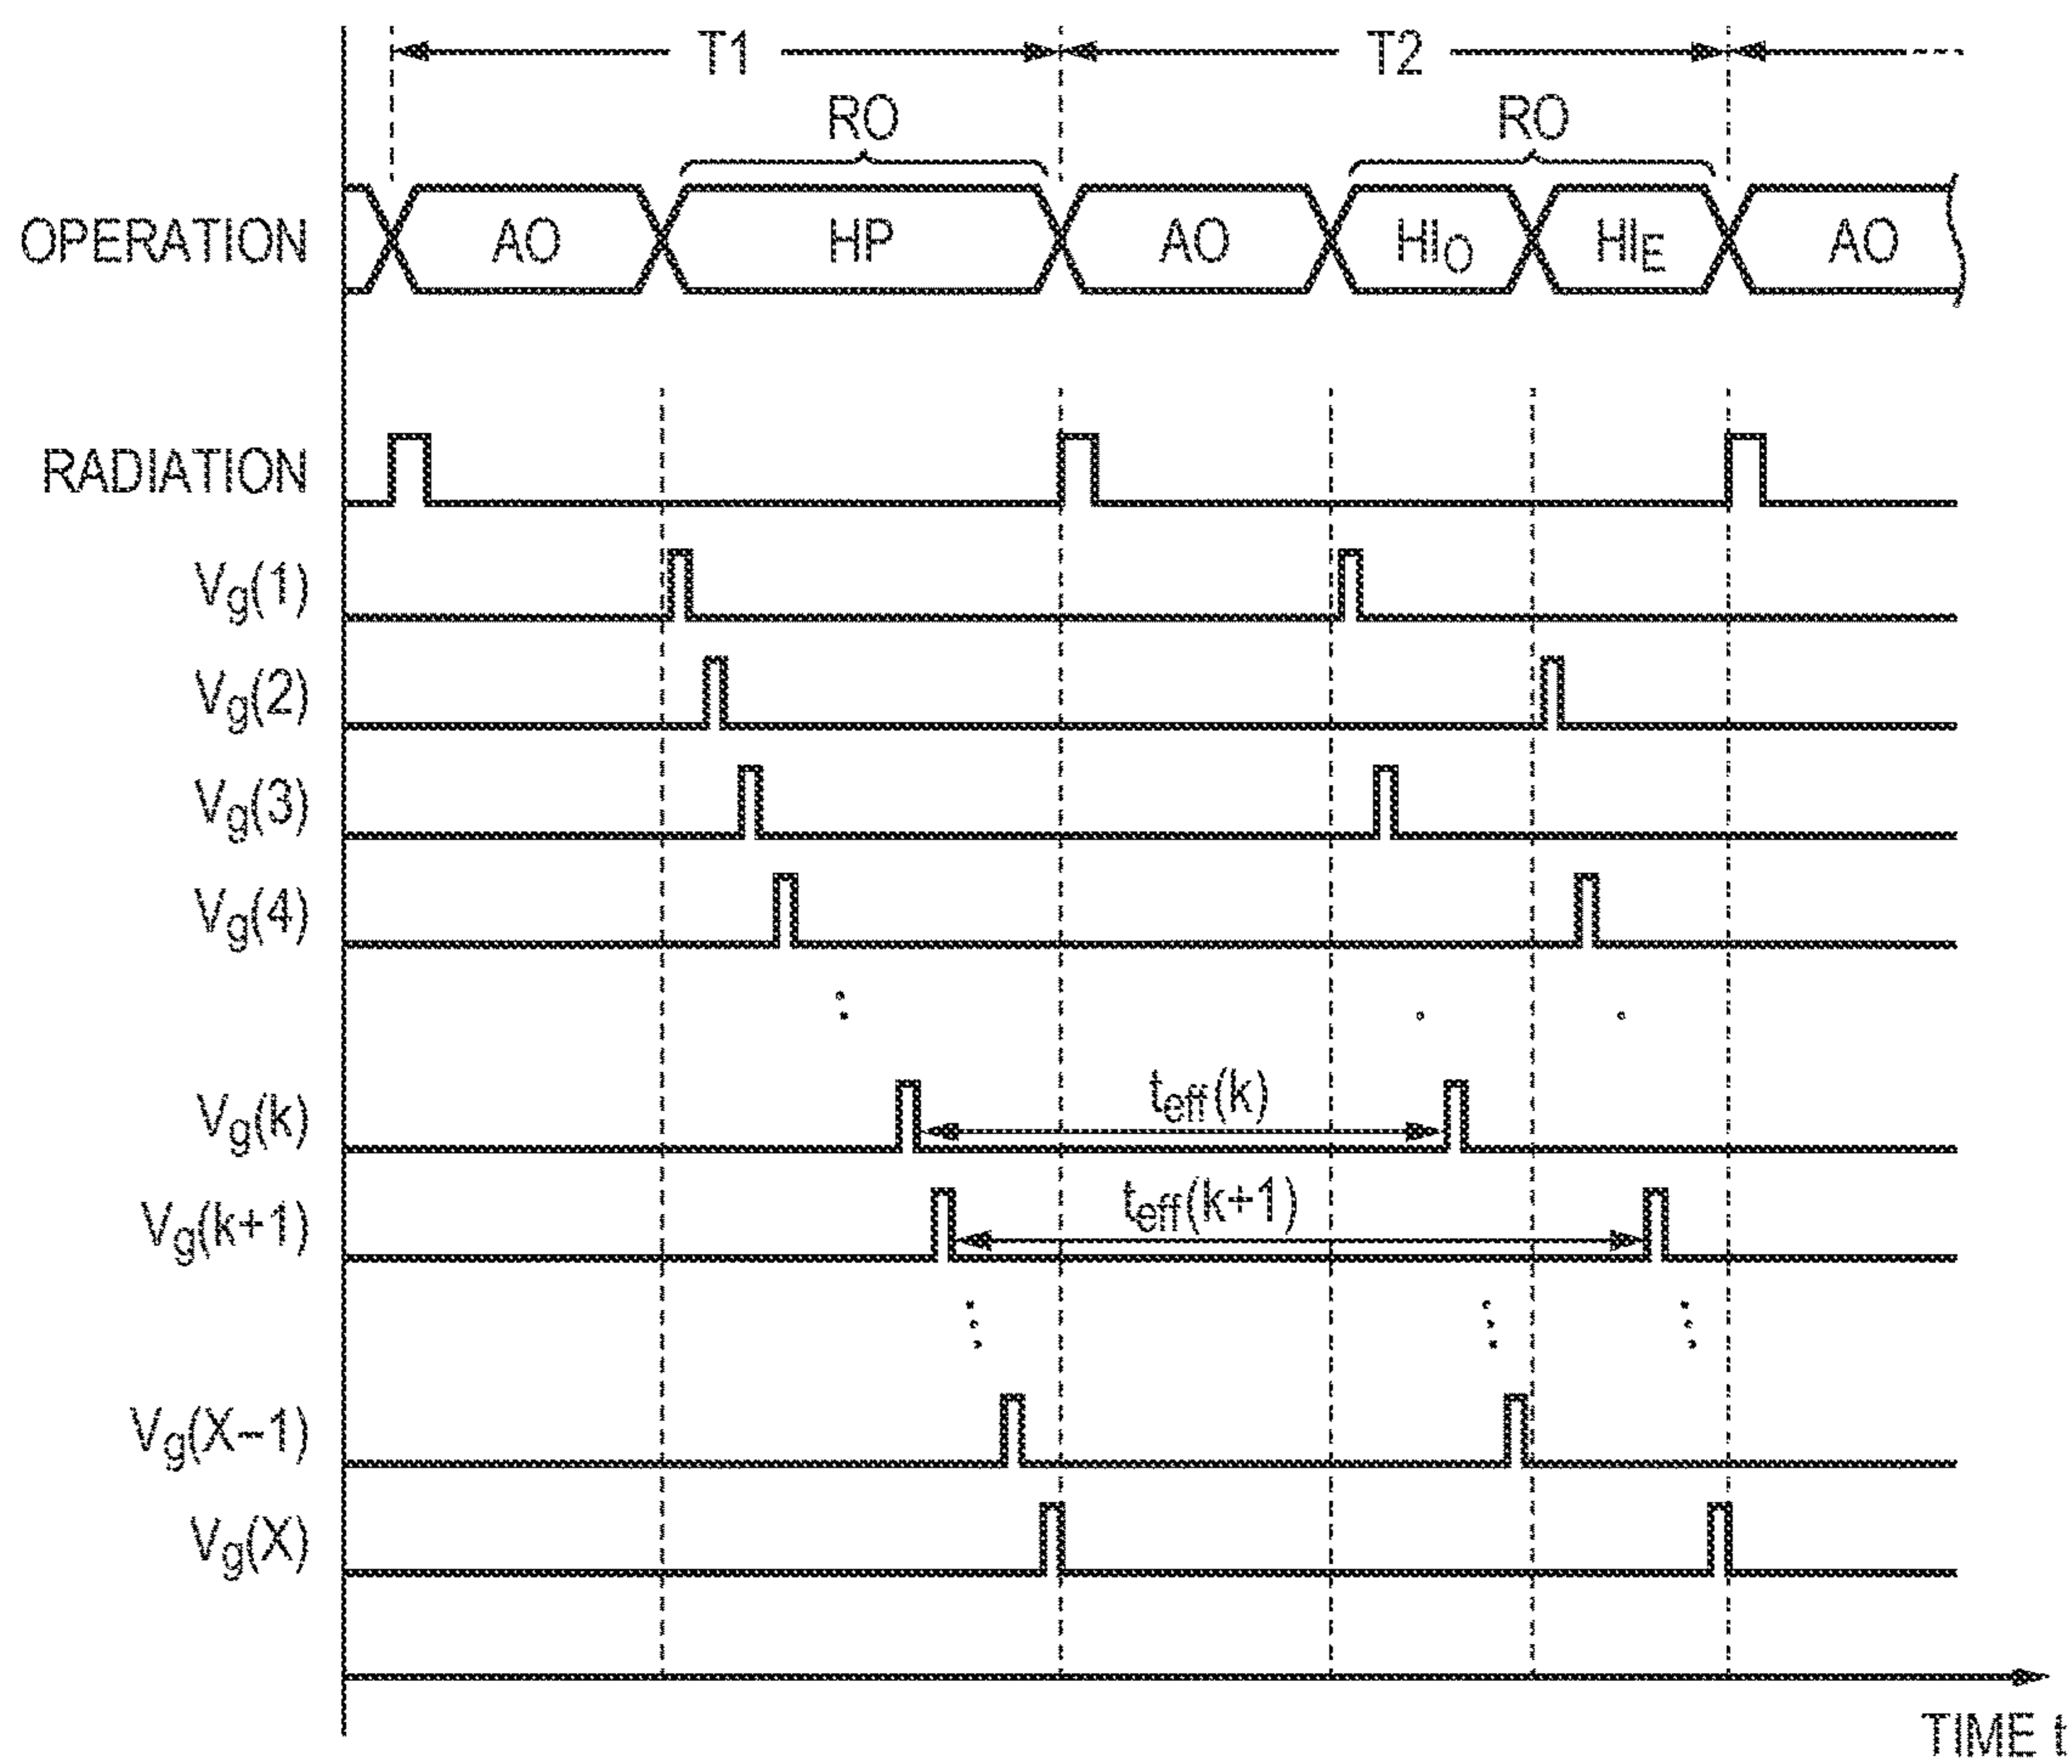 T1 T2
RO RO
OPERATION AO HP AO HIO HIE AO
RADIATION
Vg(1)
Vg(2)
Vg(3)
Vg(4)
Vg(k) teff(k)
Vg(k+1) teff(k+1)
Vg(X-1)
Vg(X)
TIME t